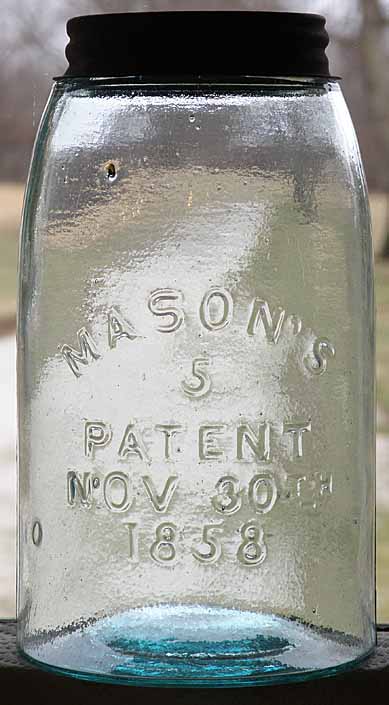 MASON'S
5
PATENT
NOV 30TH
1858